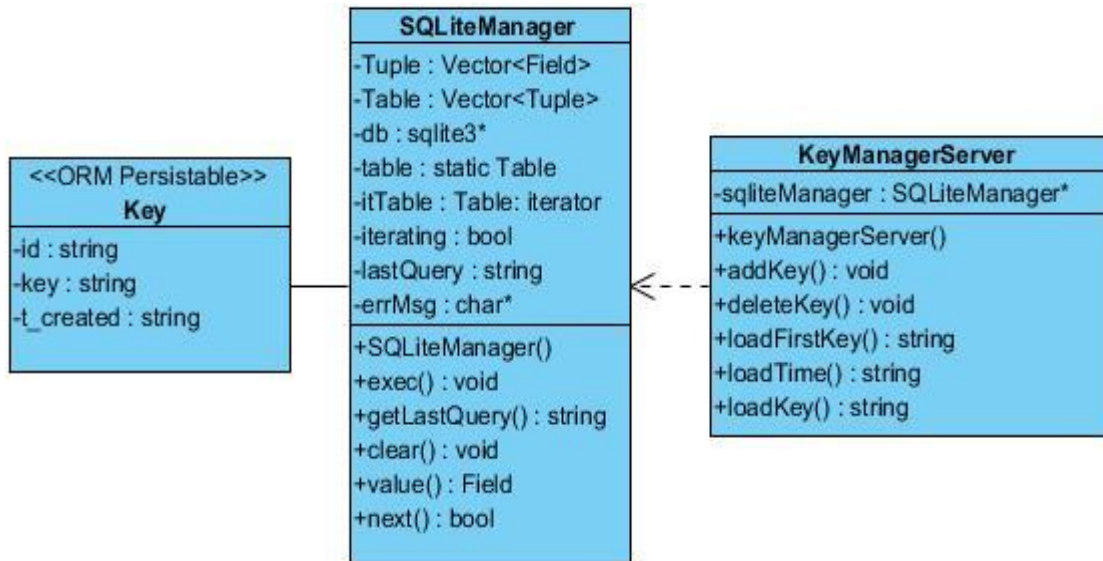 <<ORM Persistable>>
Key
-id : string
-key : string
-t_created : string
SQLiteManager
-Tuple : Vector<Field>
-Table : Vector<Tuple>
-db : sqlite3*
-table : static Table
-itTable : Table: iterator
-iterating : bool
-lastQuery : string
-errMsg : char*
+SQLiteManager()
+exec() : void
+getLastQuery() : string
+clear() : void
+value() : Field
+next() : bool
KeyManagerServer
-sqliteManager : SQLiteManager*
+keyManagerServer()
+addKey() : void
+deleteKey() : void
+loadFirstKey() : string
+loadTime() : string
+loadKey() : string